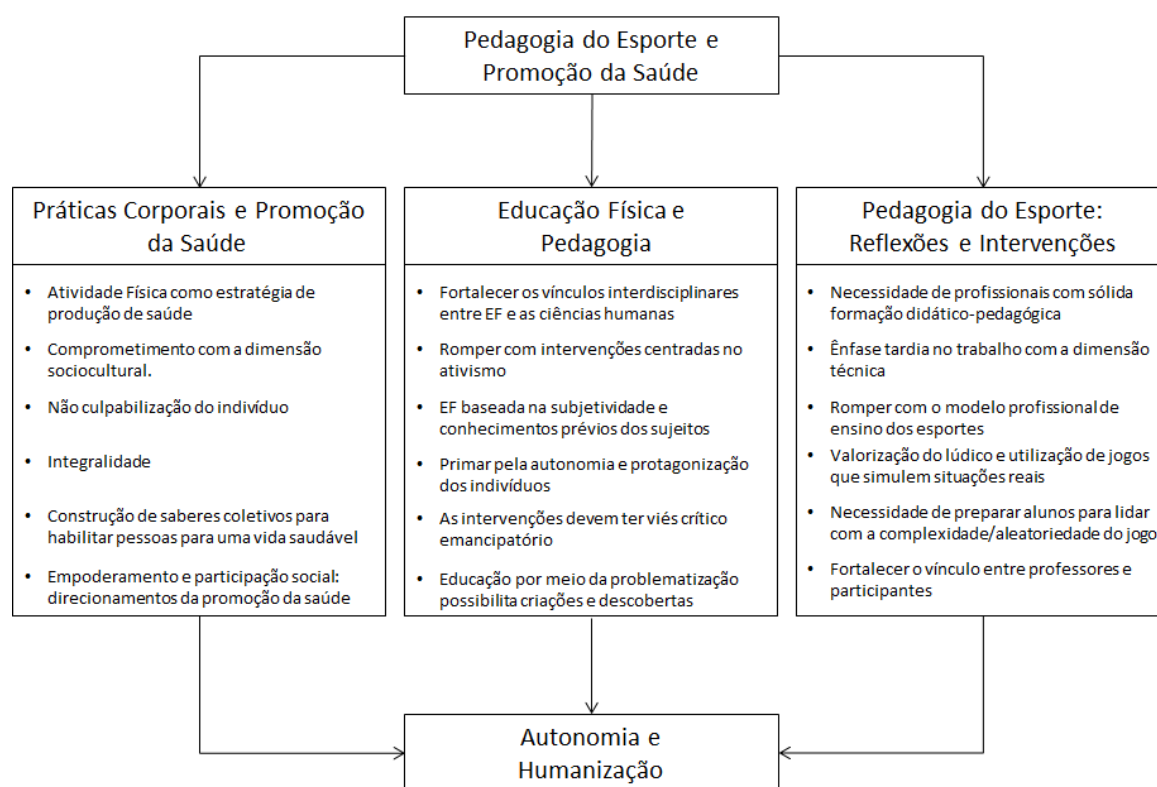 Pedagogia do Esporte e
Promoção da Saúde
Práticas Corporais e Promoção
da Saúde
• Atividade Física como estratégia de
produção de saúde
• Comprometimento com a dimensão
sociocultural.
• Não culpabilização do indivíduo
• Integralidade
• Construção de saberes coletivos para
habilitar pessoas para uma vida saudável
• Empoderamento e participação social:
direcionamentos da promoção da saúde
Educação Física e
Pedagogia
• Fortalecer os vínculos interdisciplinares
entre EF e as ciências humanas
• Romper com intervenções centradas no
ativismo
• EF baseada na subjetividade e
conhecimentos prévios dos sujeitos
• Primar pela autonomia e protagonização
dos indivíduos
• As intervenções devem ter viés crítico
emancipatório
• Educação por meio da problematização
possibilita criações e descobertas
Pedagogia do Esporte:
Reflexões e Intervenções
• Necessidade de profissionais com sólida
formação didático-pedagógica
• Ênfase tardia no trabalho com a dimensão
técnica
• Romper com o modelo profissional de
ensino dos esportes
• Valorização do lúdico e utilização de jogos
que simulem situações reais
• Necessidade de preparar alunos para lidar
com a complexidade/aleatoriedade do jogo
• Fortalecer o vínculo entre professores e
participantes
Autonomia e
Humanização